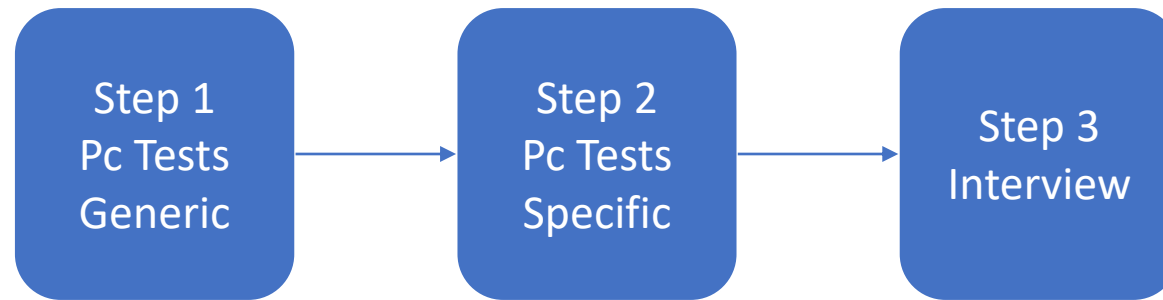 Step 1
Pc Tests
Generic
Step 2
Pc Tests
Specific
Step 3
Interview